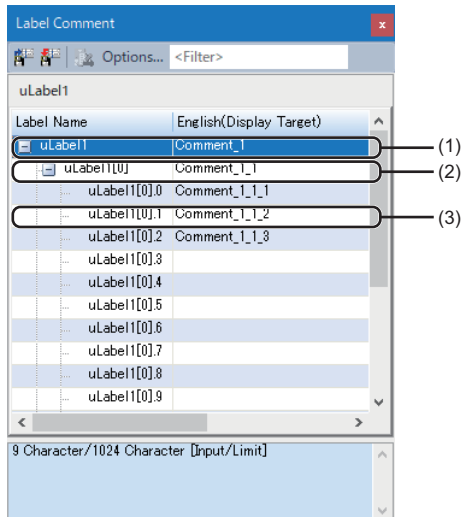 Label Comment
x
Options... <Filter>
uLabel1
Label Name English(Display Target)
uLabel1 Comment_1 (1)
uLabel1[0] Comment_1_1 (2)
uLabel1[0].0 Comment_1_1_1
uLabel1[0].1 Comment_1_1_2 (3)
uLabel1[0].2 Comment_1_1_3
uLabel1[0].3
uLabel1[0].4
uLabel1[0].5
uLabel1[0].6
uLabel1[0].7
uLabel1[0].8
uLabel1[0].9
9 Character/1024 Character [Input/Limit]